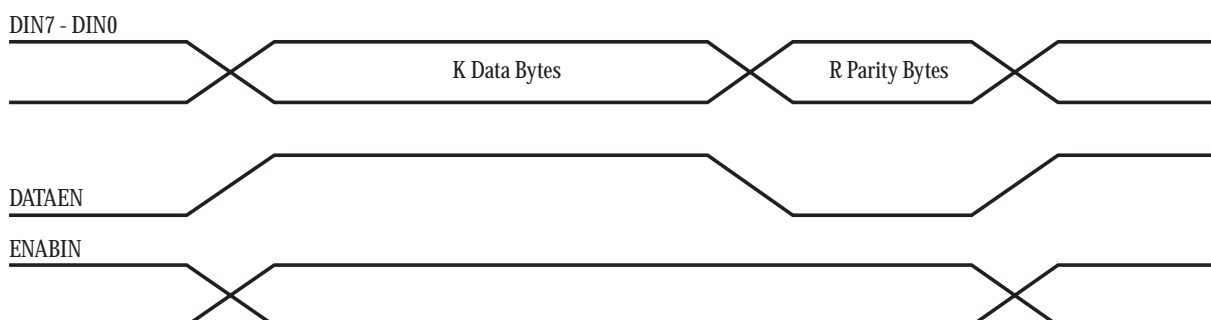 DIN7 - DIN0
K Data Bytes
R Parity Bytes
DATAEN
ENABIN